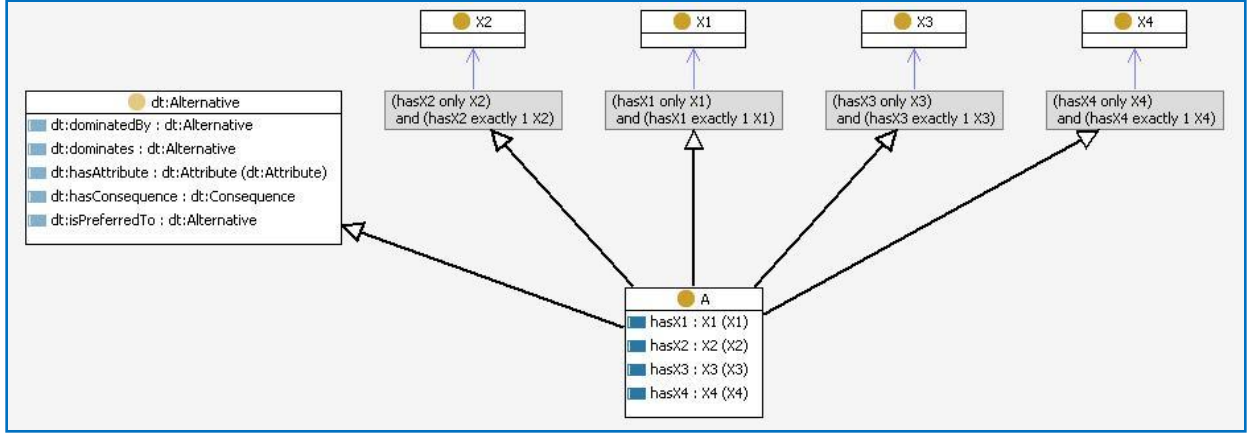 X2
X1
X3
X4
(hasX2 only X2)
and (hasX2 exactly 1 X2)
(hasX1 only X1)
and (hasX1 exactly 1 X1)
(hasX3 only X3)
and (hasX3 exactly 1 X3)
(hasX4 only X4)
and (hasX4 exactly 1 X4)
dt:Alternative
dt:dominatedBy : dt:Alternative
dt:dominates : dt:Alternative
dt:hasAttribute : dt:Attribute (dt:Attribute)
dt:hasConsequence : dt:Consequence
dt:isPreferredTo : dt:Alternative
A
hasX1 : X1 (X1)
hasX2 : X2 (X2)
hasX3 : X3 (X3)
hasX4 : X4 (X4)